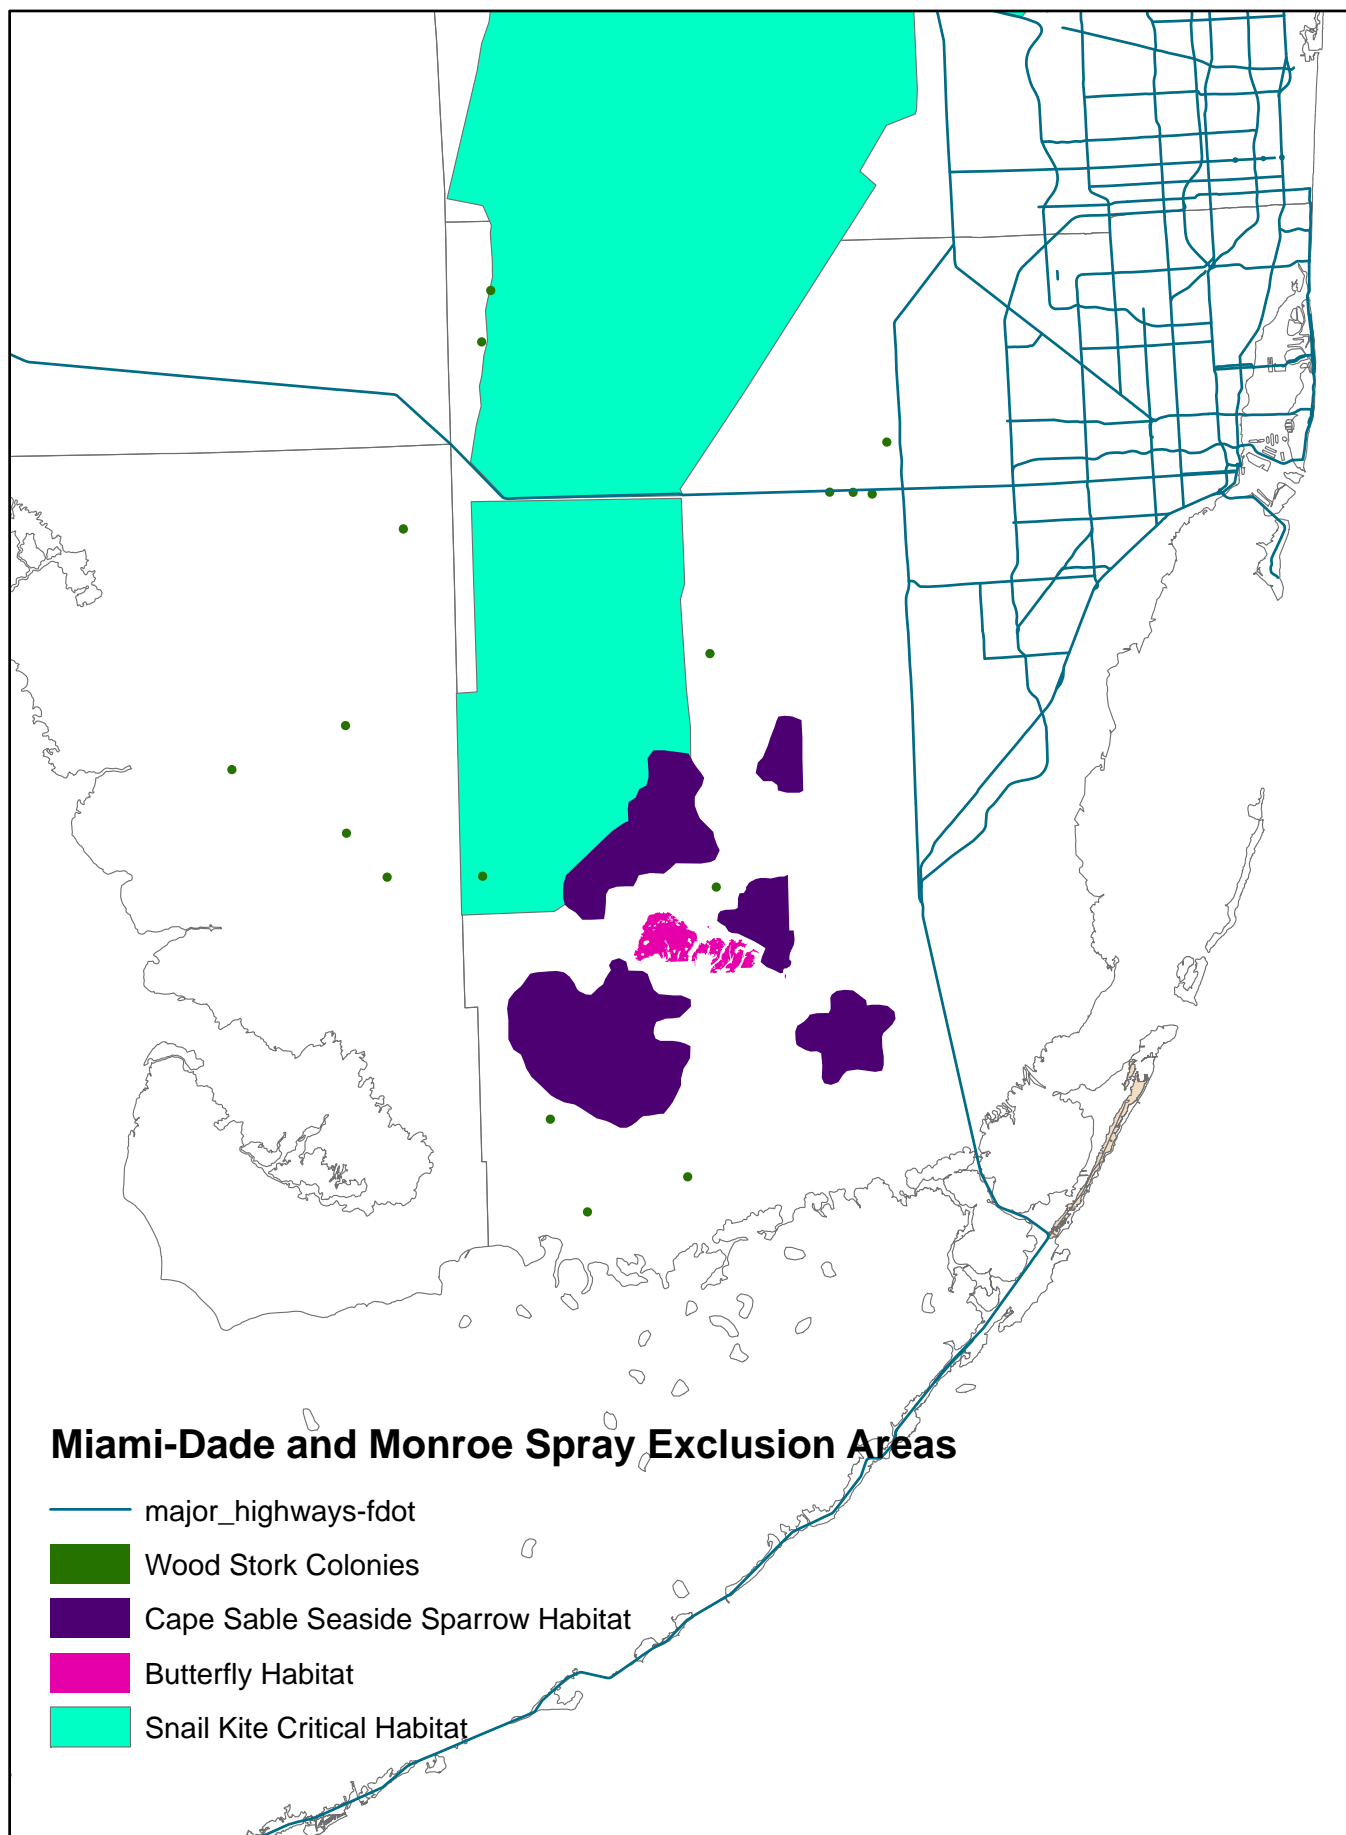 Miami-Dade and Monroe Spray Exclusion Areas
major_highways-fdot
Wood Stork Colonies
Cape Sable Seaside Sparrow Habitat
Butterfly Habitat
Snail Kite Critical Habitat